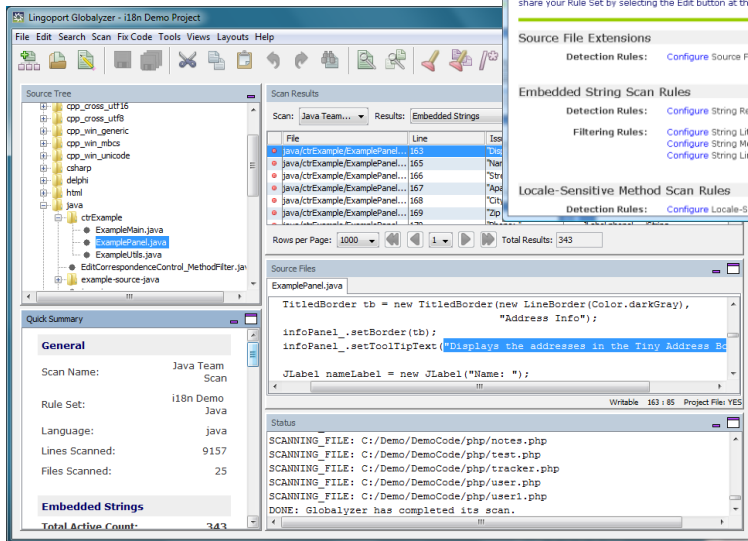 Lingoport Globalyzer - i18n Demo Project
File Edit Search Scan Fix Code Tools Views Layouts Help
share your Rule Set by selecting the Edit button at th
Source File Extensions
Detection Rules: Configure Source F
Embedded String Scan Rules
Detection Rules: Configure String Re
Filtering Rules: Configure String Lit
Configure String Me
Configure String Lin
Locale-Sensitive Method Scan Rules
Detection Rules: Configure Locale-S
Source Tree
cpp_cross_utf16
cpp_cross_utf8
cpp_win_generic
cpp_win_mbcs
cpp_win_unicode
csharp
delphi
html
java
ctrExample
ExampleMain.java
ExamplePanel.java
ExampleUtils.java
EditCorrespondenceControl_MethodFilter.jav
example-source-java
Scan Results
Scan: Java Team... Results: Embedded Strings
File Line Issu
java/ctrExample/ExamplePanel... 163 "Disp
java/ctrExample/ExamplePanel... 165 "Nam
java/ctrExample/ExamplePanel... 166 "Stre
java/ctrExample/ExamplePanel... 167 "Apa
java/ctrExample/ExamplePanel... 168 "City
java/ctrExample/ExamplePanel... 169 "Zip
Rows per Page: 1000 1 Total Results: 343
Source Files
ExamplePanel.java
TitledBorder tb = new TitledBorder(new LineBorder(Color.darkGray),
"Address Info");
infoPanel_.setBorder(tb);
infoPanel_.setToolTipText("Displays the addresses in the Tiny Address Bo
JLabel nameLabel = new JLabel("Name: ");
Writable 163 : 85 Project File: YES
Quick Summary
General
Scan Name: Java Team Scan
Rule Set: i18n Demo Java
Language: java
Lines Scanned: 9157
Files Scanned: 25
Embedded Strings
Total Active Count: 343
Status
SCANNING_FILE: C:/Demo/DemoCode/php/notes.php
SCANNING_FILE: C:/Demo/DemoCode/php/test.php
SCANNING_FILE: C:/Demo/DemoCode/php/tracker.php
SCANNING_FILE: C:/Demo/DemoCode/php/user.php
SCANNING_FILE: C:/Demo/DemoCode/php/user1.php
DONE: Globalyzer has completed its scan.